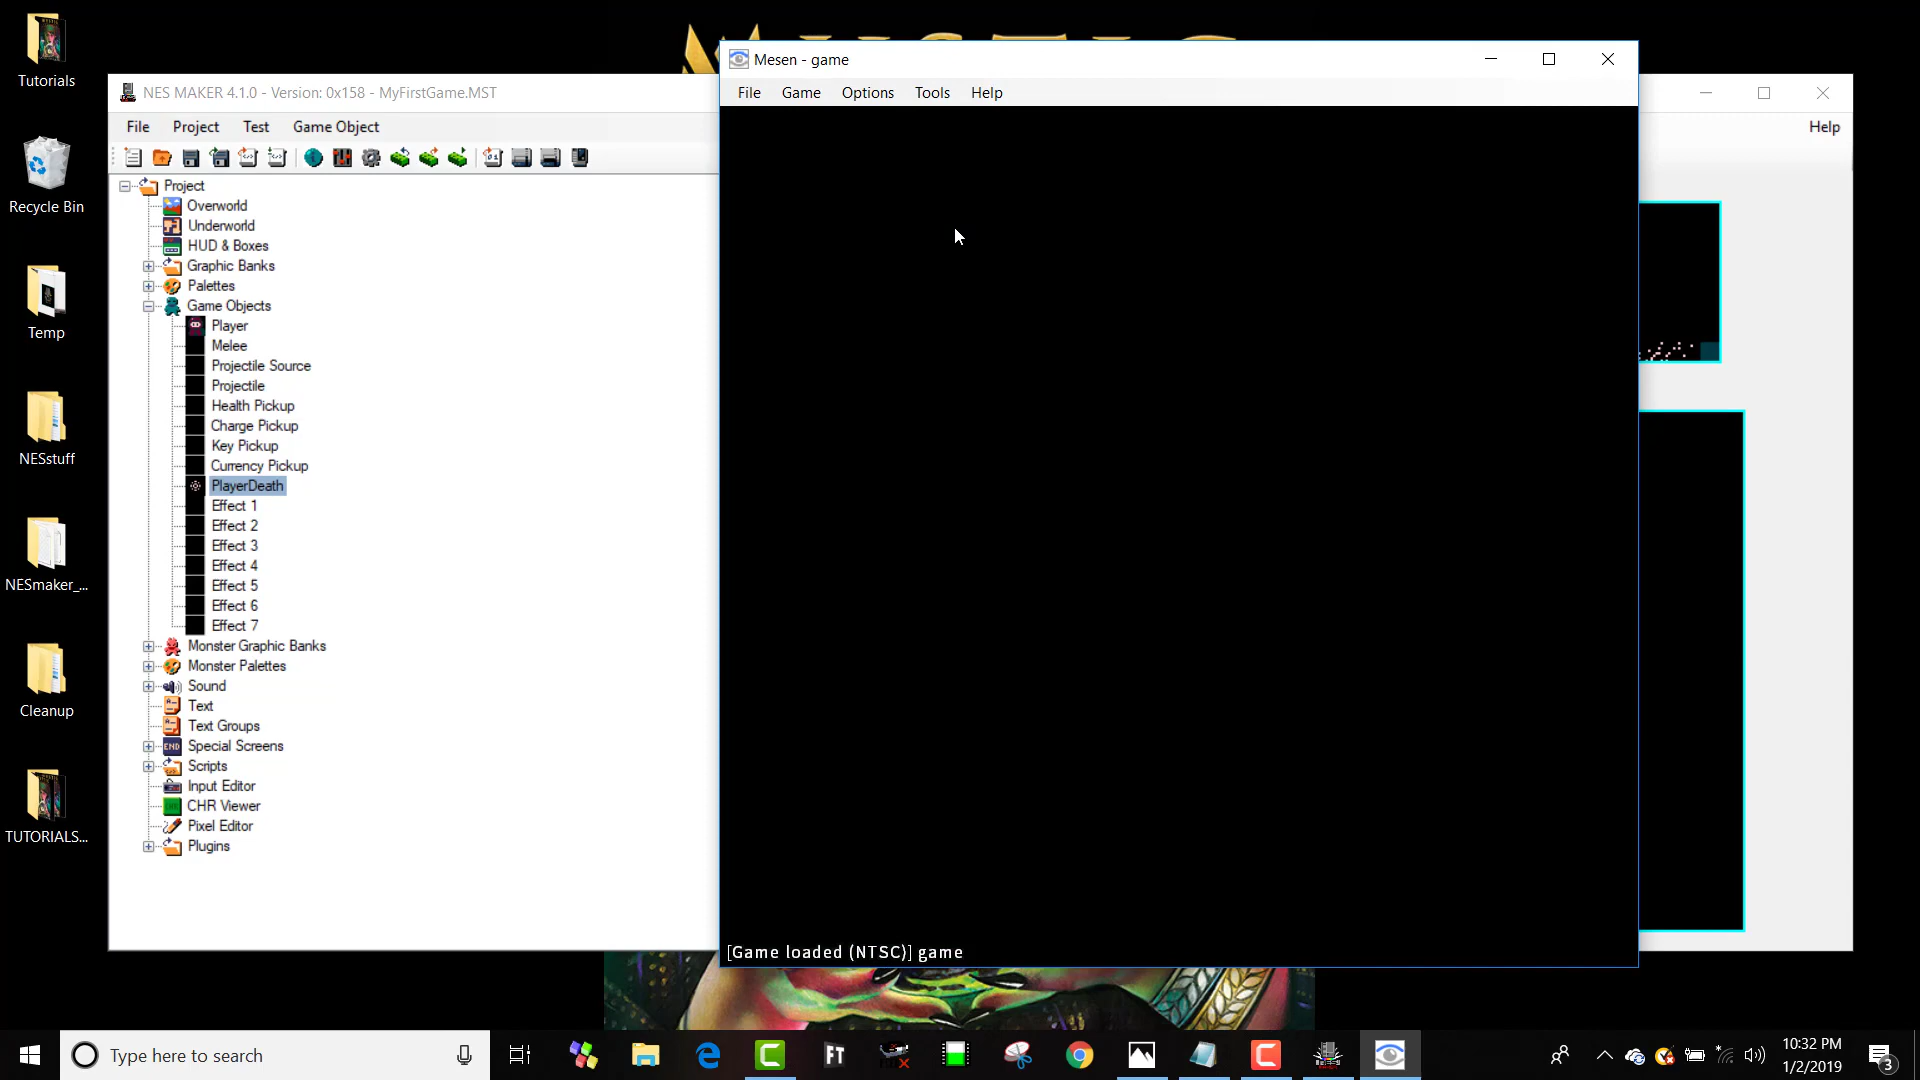 Tutorials
Recycle Bin
Temp
NESstuff
NESmaker_...
Cleanup
TUTORIALS...
NES MAKER 4.1.0 - Version: 0x158 - MyFirstGame.MST
File Project Test Game Object
Project
Overworld
Underworld
HUD & Boxes
Graphic Banks
Palettes
Game Objects
Player
Melee
Projectile Source
Projectile
Health Pickup
Charge Pickup
Key Pickup
Currency Pickup
PlayerDeath
Effect 1
Effect 2
Effect 3
Effect 4
Effect 5
Effect 6
Effect 7
Monster Graphic Banks
Monster Palettes
Sound
Text
Text Groups
Special Screens
Scripts
Input Editor
CHR Viewer
Pixel Editor
Plugins
Mesen - game
File Game Options Tools Help
[Game loaded (NTSC)] game
Help
Type here to search
FT
10:32 PM
1/2/2019
3